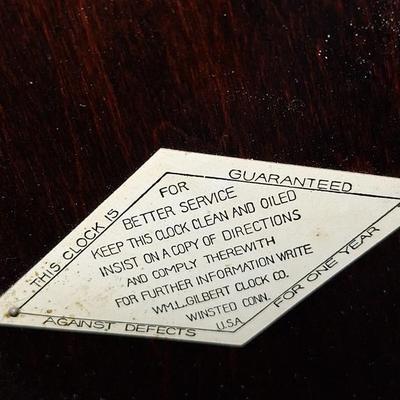 THIS CLOCK IS
GUARANTEED
FOR ONE YEAR
AGAINST DEFECTS
FOR
BETTER SERVICE
KEEP THIS CLOCK CLEAN AND OILED
INSIST ON A COPY OF DIRECTIONS
AND COMPLY THEREWITH
FOR FURTHER INFORMATION WRITE
WM.L.GILBERT CLOCK CO.
WINSTED CONN.
U.S.A